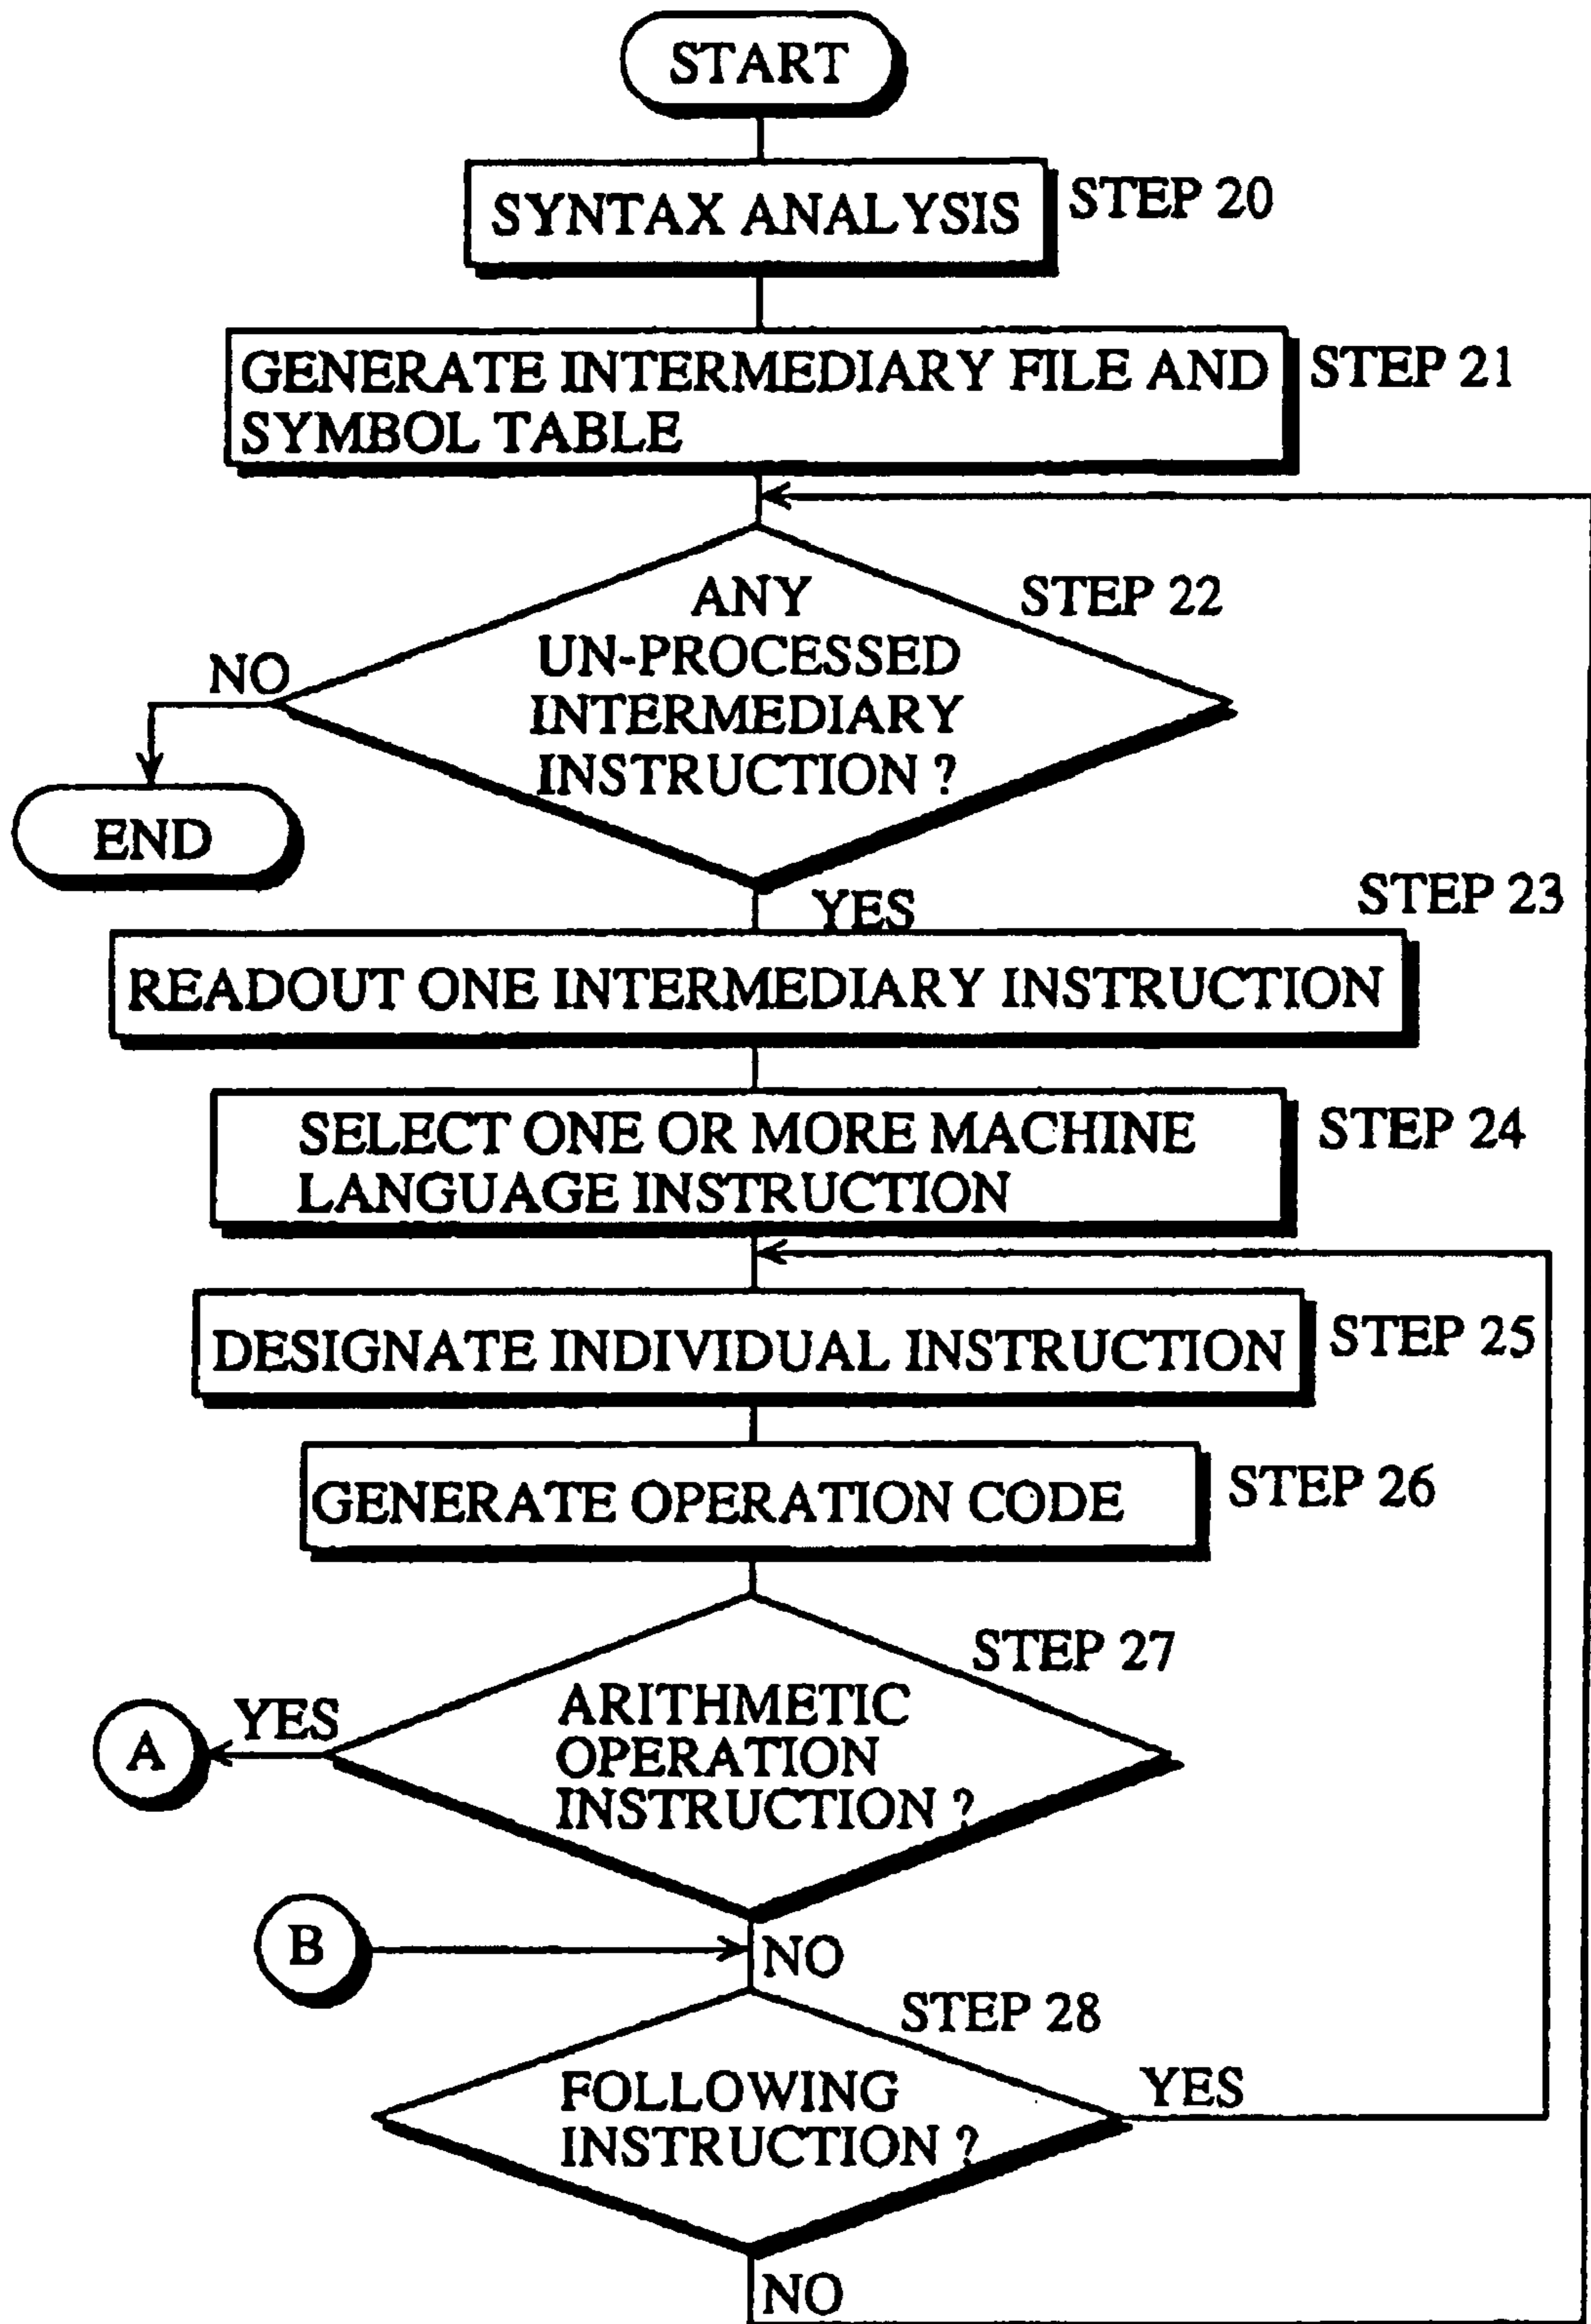 START
SYNTAX ANALYSIS
STEP 20
GENERATE INTERMEDIARY FILE AND
SYMBOL TABLE
STEP 21
ANY
UN-PROCESSED
INTERMEDIARY
INSTRUCTION ?
STEP 22
NO
END
YES
STEP 23
READOUT ONE INTERMEDIARY INSTRUCTION
SELECT ONE OR MORE MACHINE
LANGUAGE INSTRUCTION
STEP 24
DESIGNATE INDIVIDUAL INSTRUCTION
STEP 25
GENERATE OPERATION CODE
STEP 26
STEP 27
ARITHMETIC
OPERATION
INSTRUCTION ?
YES
A
B
NO
STEP 28
FOLLOWING
INSTRUCTION ?
YES
NO